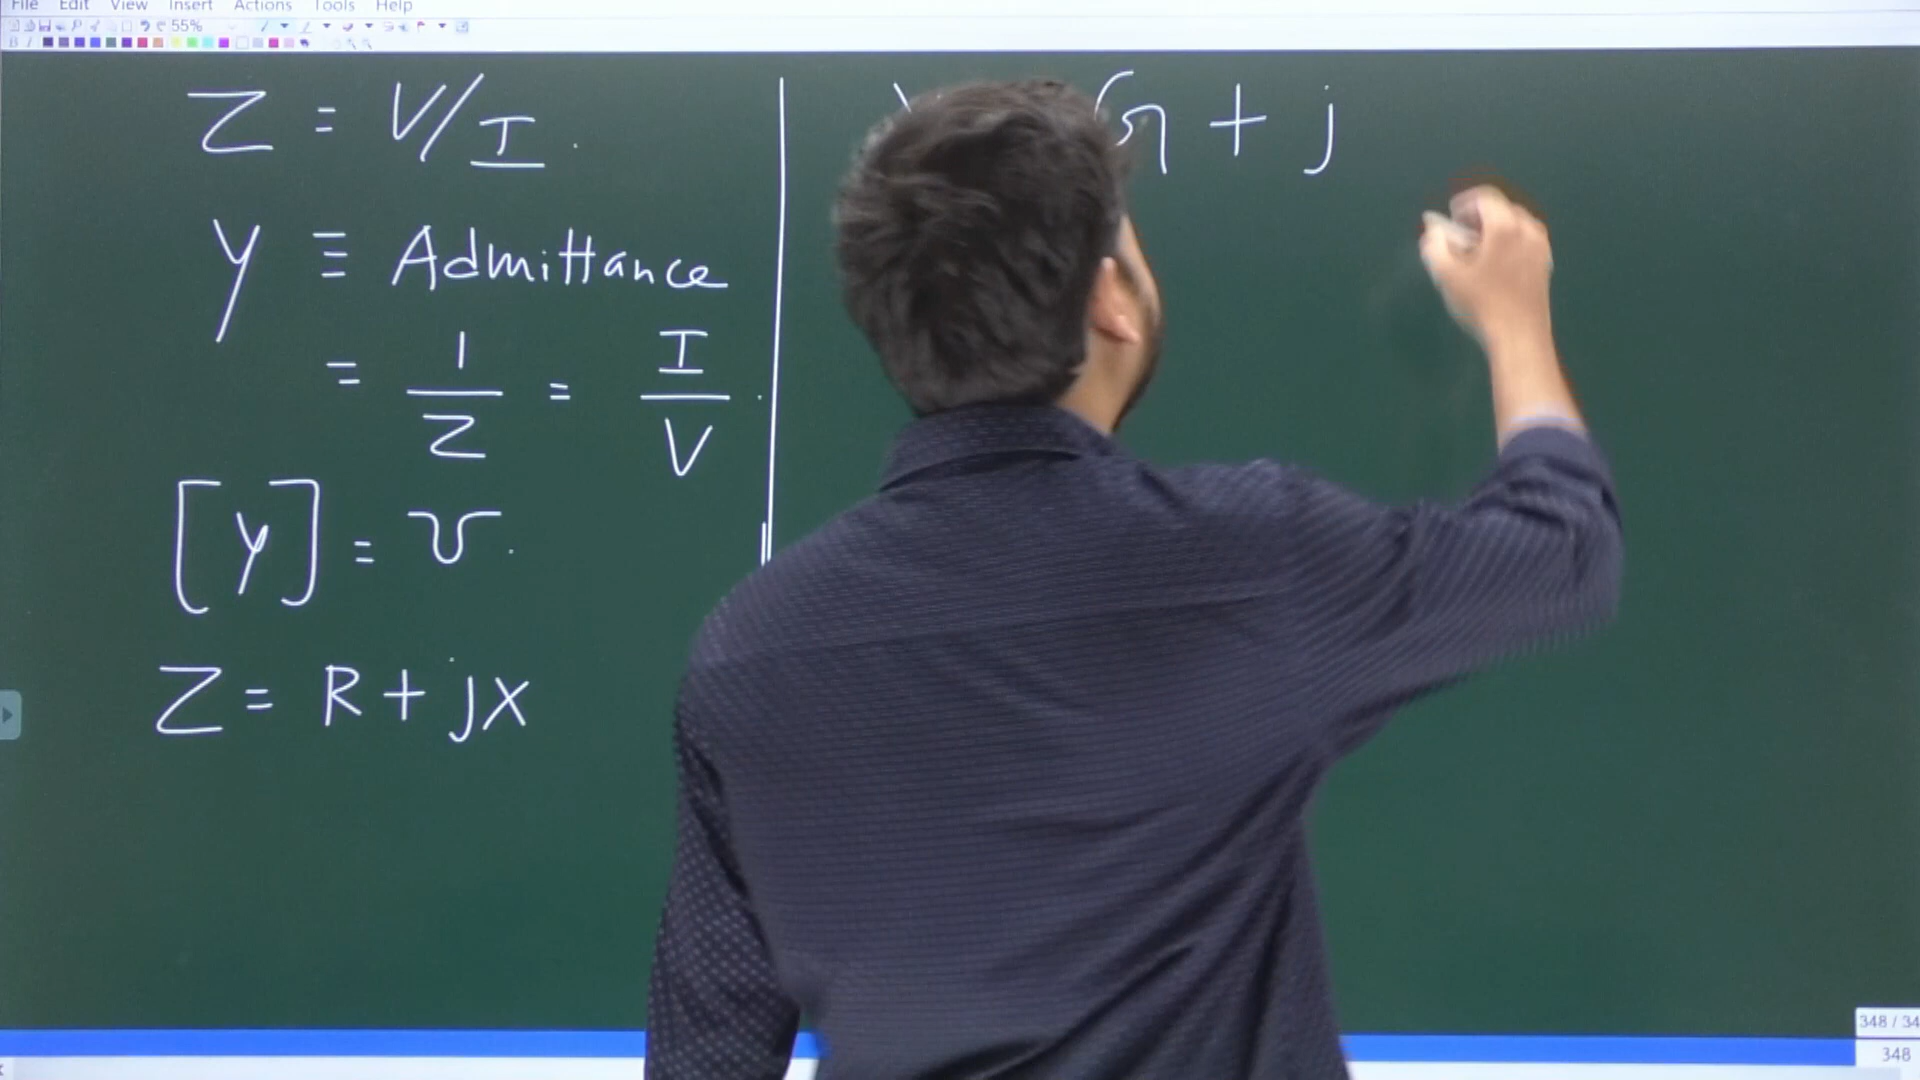 File Edit View Insert Actions Tools Help
55%
Z = V/I.
Y ≡ Admittance
= 1/Z = I/V.
[Y] = ℧.
Z = R + jX
G + j
348 / 34
348